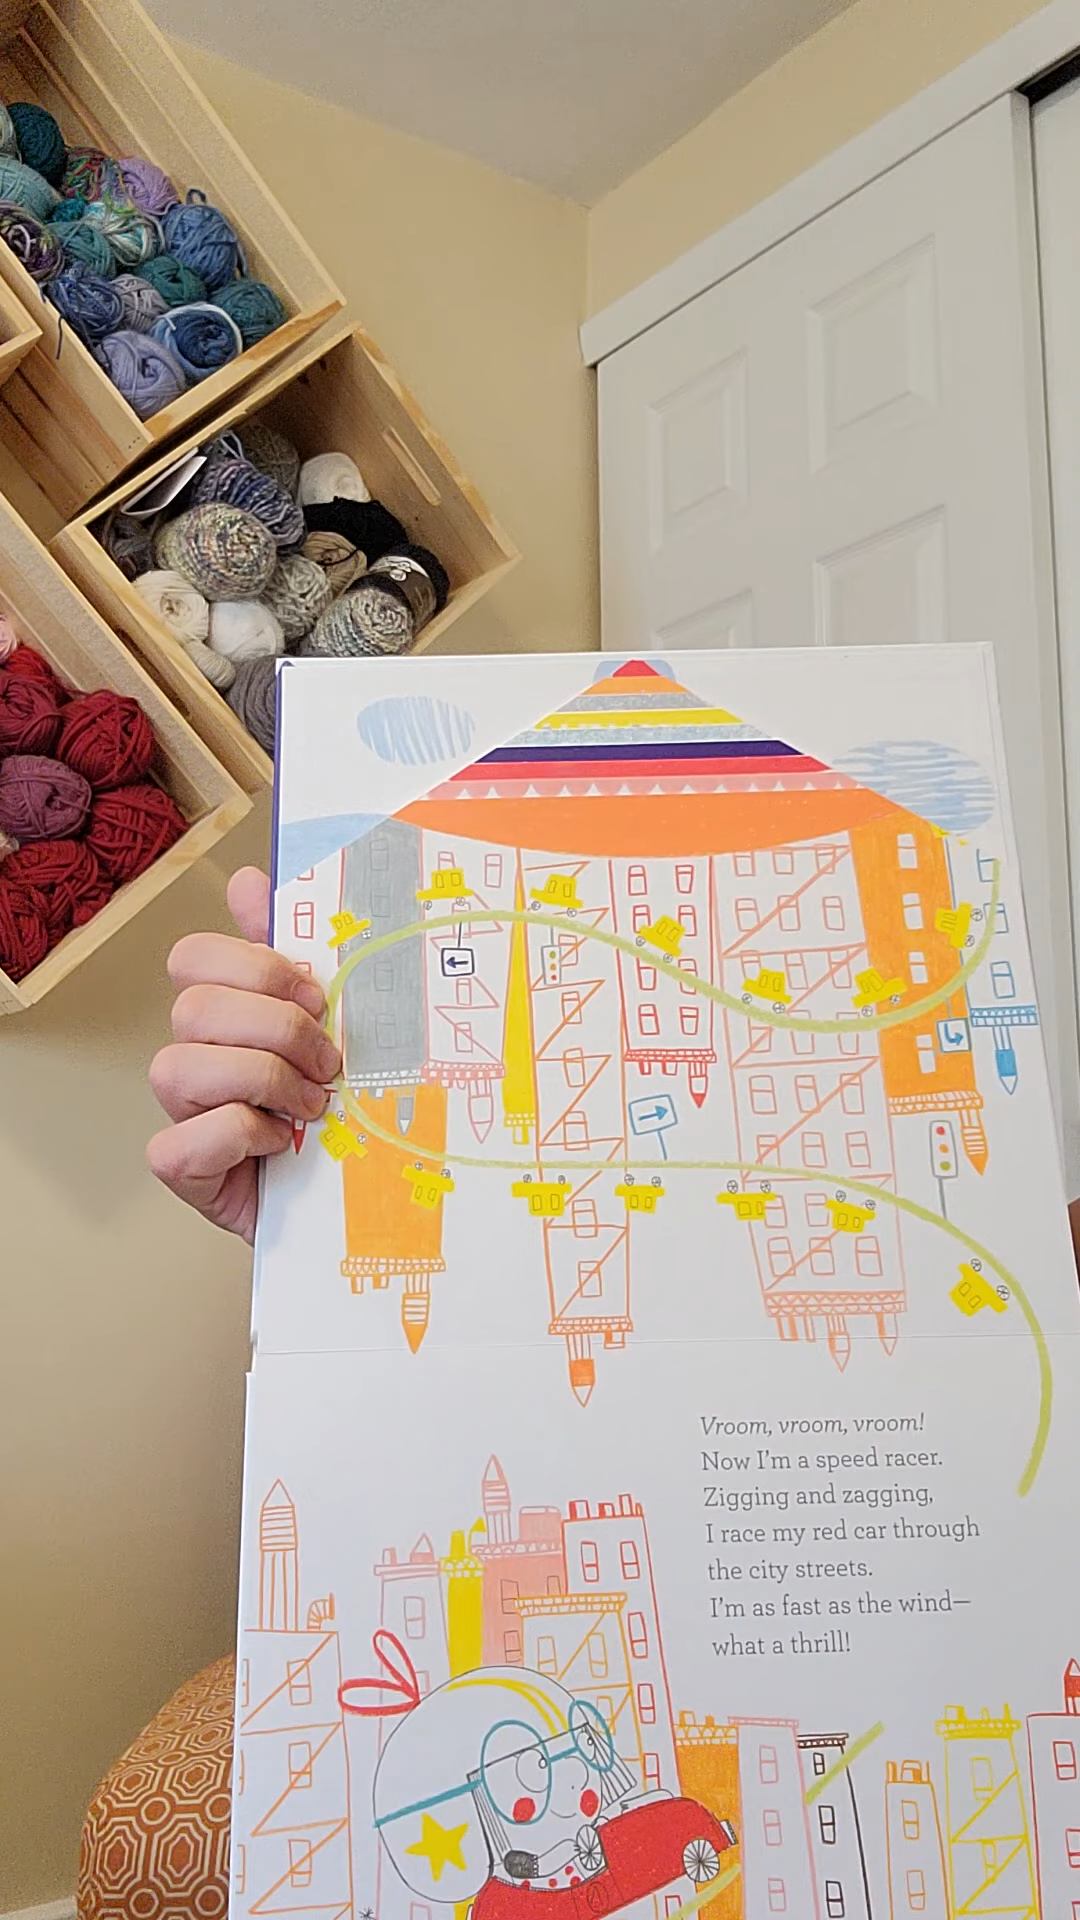 Vroom, vroom, vroom!
Now I'm a speed racer.
Zigging and zagging,
I race my red car through
the city streets.
I'm as fast as the wind—
what a thrill!